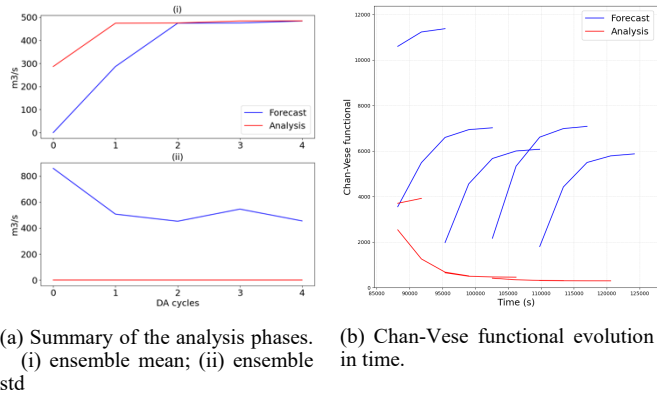 (i)
500
400
300
200
100
0
m3/s
Forecast
Analysis
0 1 2 3 4
(ii)
800
600
400
200
0
m3/s
0 1 2 3 4
DA cycles
(a) Summary of the analysis phases.
(i) ensemble mean; (ii) ensemble
std
12000
10000
8000
6000
4000
2000
0
Chan-Vese functional
Forecast
Analysis
85000 90000 95000 100000 105000 110000 115000 120000 125000
Time (s)
(b) Chan-Vese functional evolution
in time.